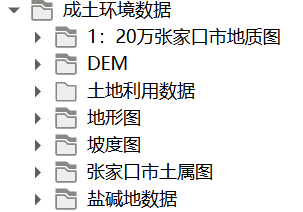 成土环境数据
1：20万张家口市地质图
DEM
土地利用数据
地形图
坡度图
张家口市土属图
盐碱地数据